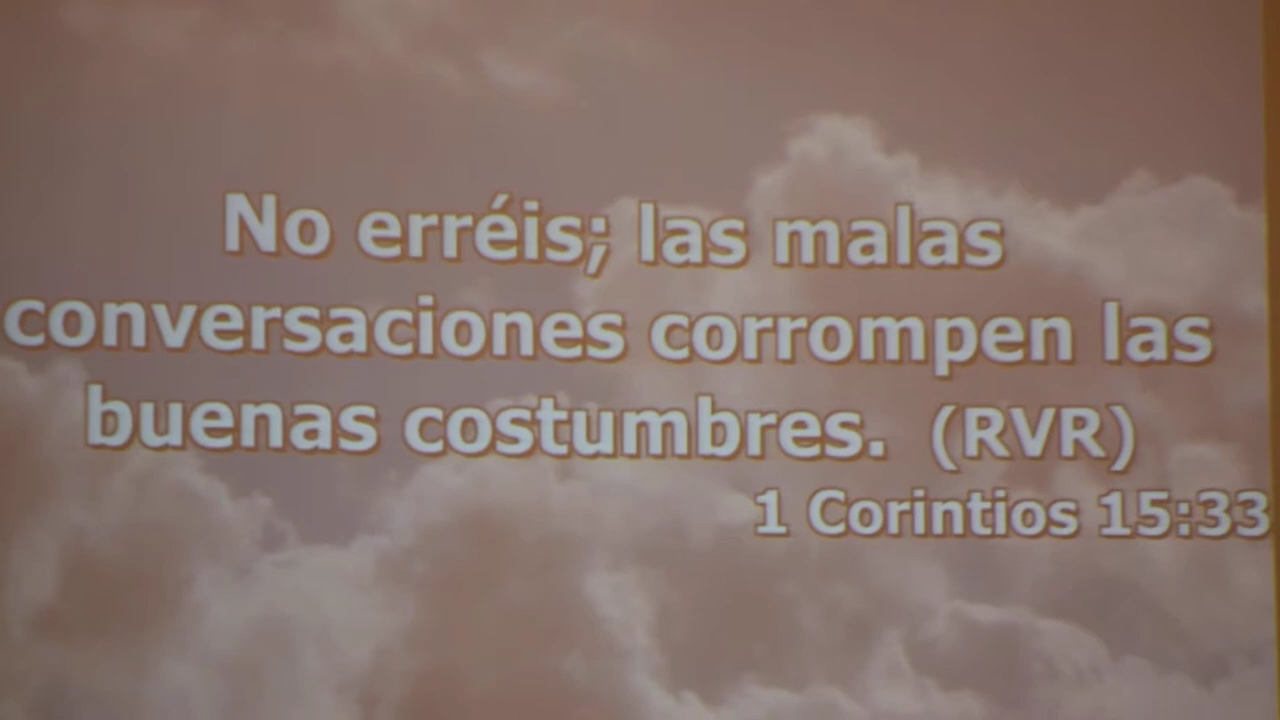 No erréis; las malas
conversaciones corrompen las
buenas costumbres. (RVR)
1 Corintios 15:33